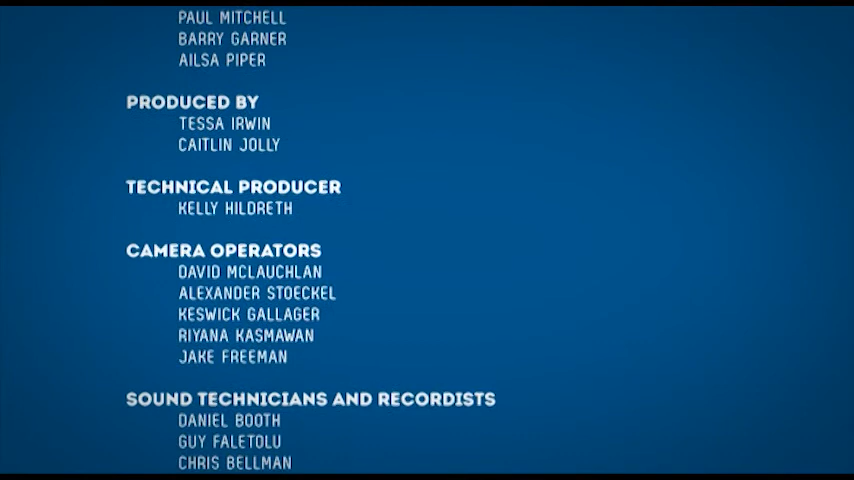 PAUL MITCHELL
BARRY GARNER
AILSA PIPER
PRODUCED BY
TESSA IRWIN
CAITLIN JOLLY
TECHNICAL PRODUCER
KELLY HILDRETH
CAMERA OPERATORS
DAVID MCLAUCHLAN
ALEXANDER STOECKEL
KESWICK GALLAGER
RIYANA KASMAWAN
JAKE FREEMAN
SOUND TECHNICIANS AND RECORDISTS
DANIEL BOOTH
GUY FALETOLU
CHRIS BELLMAN